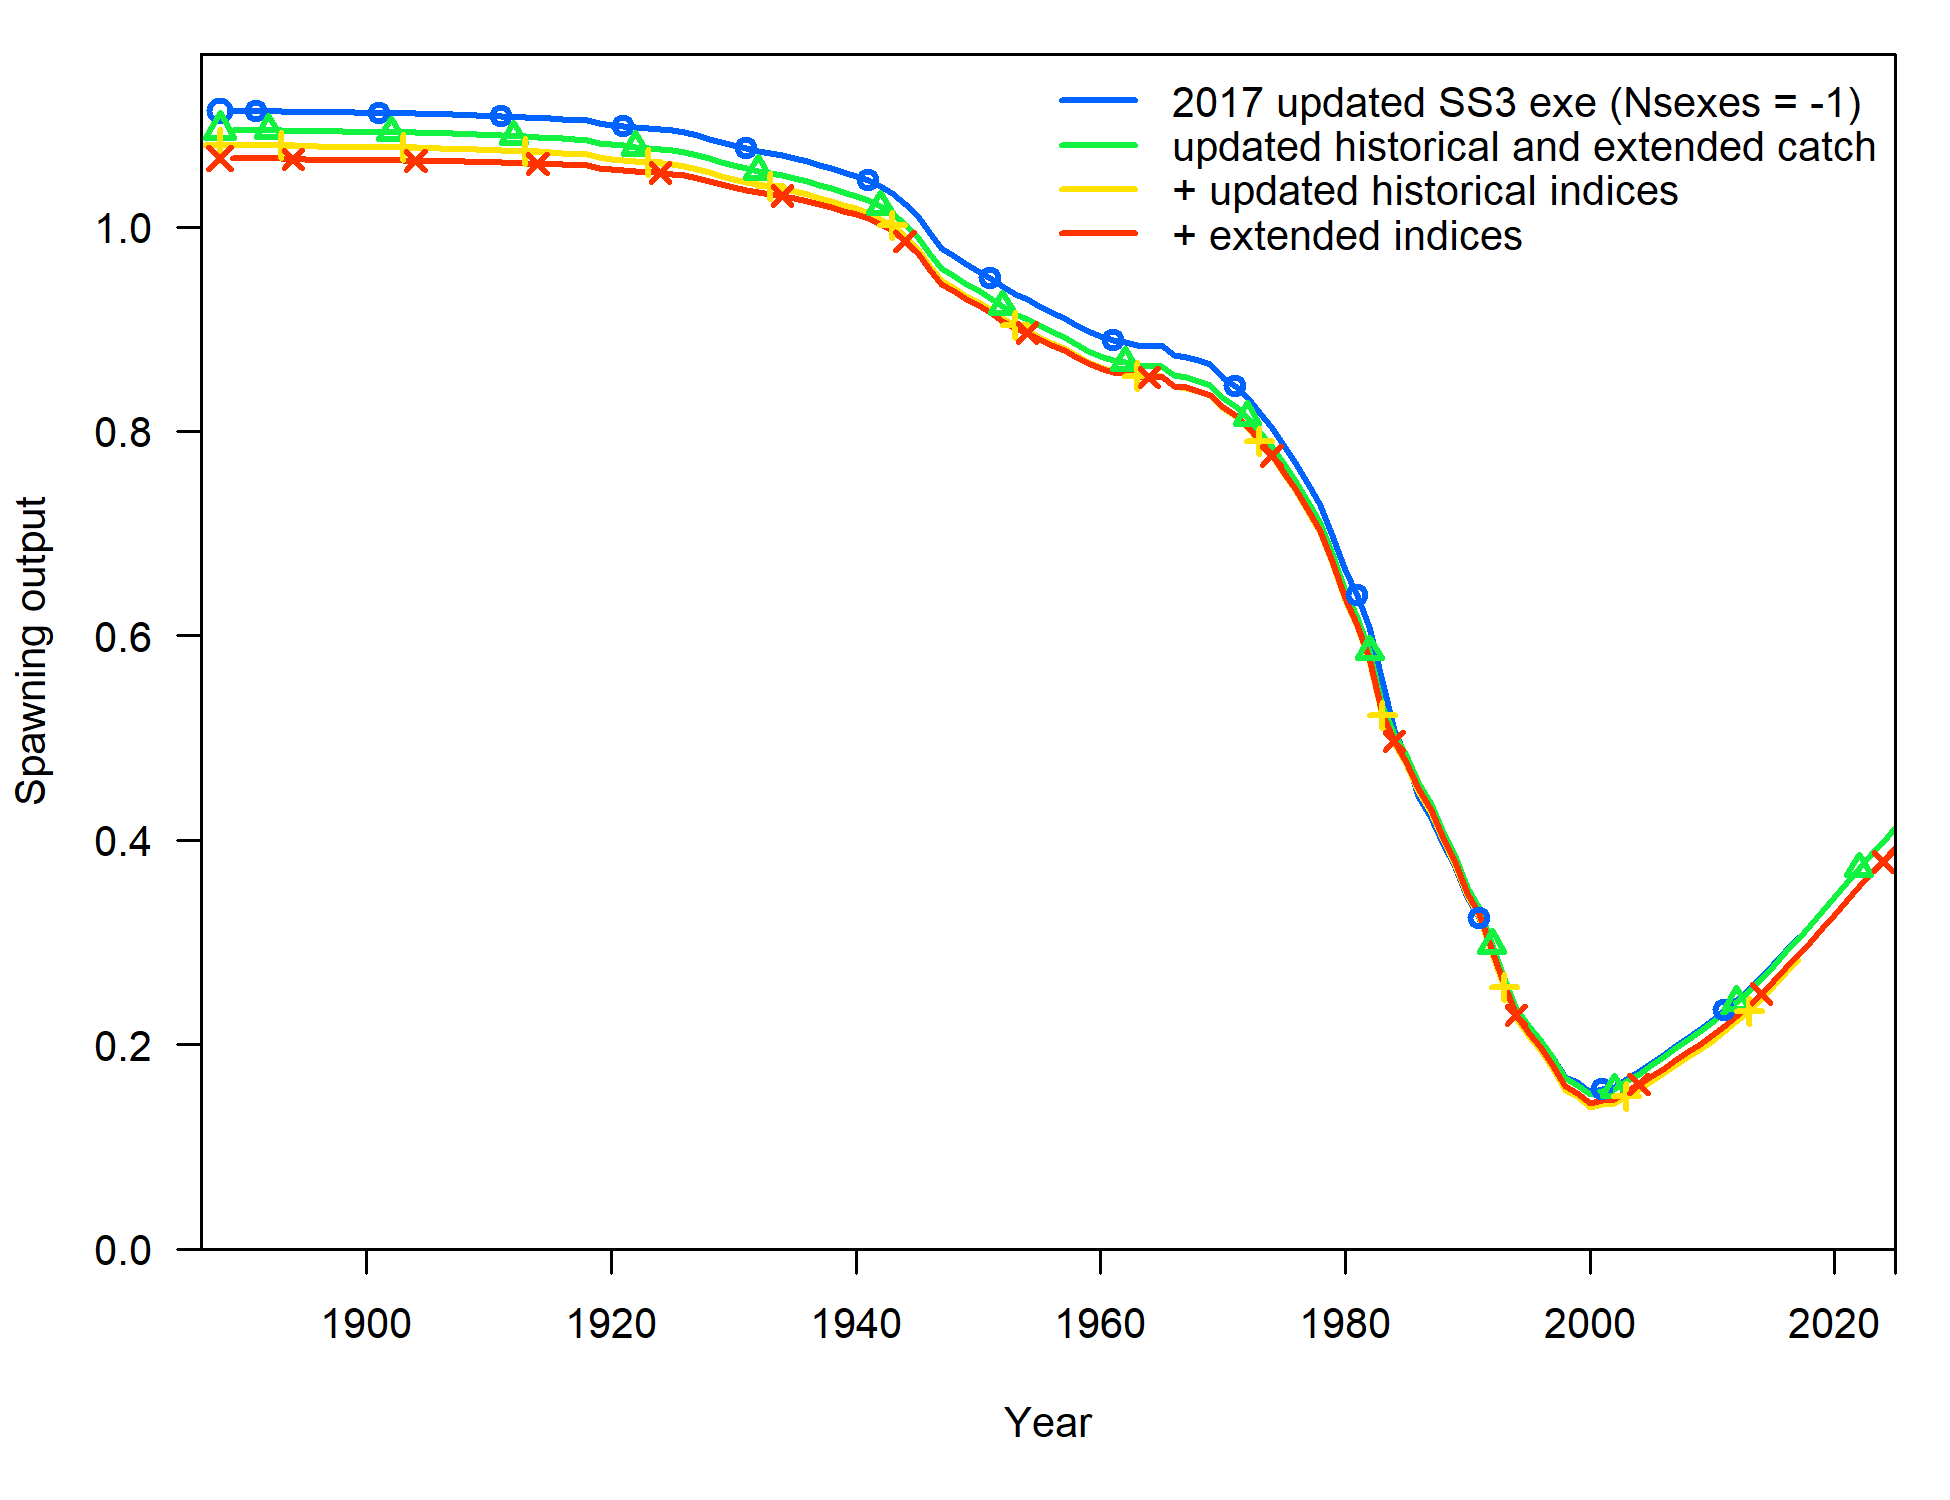 2017 updated SS3 exe (Nsexes = -1)
updated historical and extended catch
+ updated historical indices
+ extended indices
Spawning output
1.0
0.8
0.6
0.4
0.2
0.0
1900 1920 1940 1960 1980 2000 2020
Year